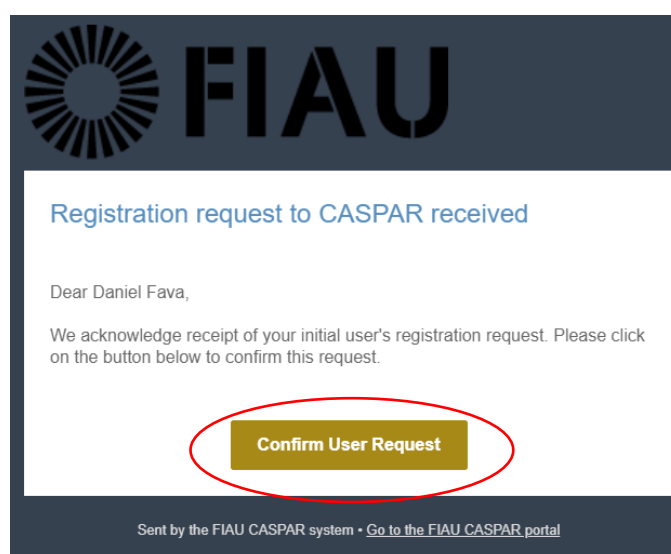 FIAU
Registration request to CASPAR received
Dear Daniel Fava,
We acknowledge receipt of your initial user's registration request. Please click
on the button below to confirm this request.
Confirm User Request
Sent by the FIAU CASPAR system • Go to the FIAU CASPAR portal